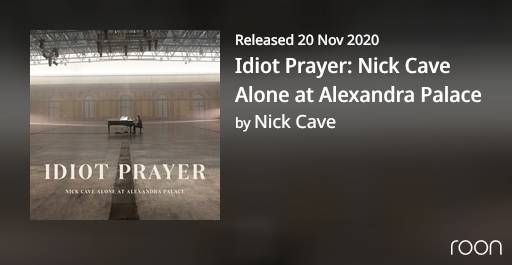 Released 20 Nov 2020
Idiot Prayer: Nick Cave
Alone at Alexandra Palace
by Nick Cave
IDIOT PRAYER
NICK CAVE ALONE AT ALEXANDRA PALACE
roon